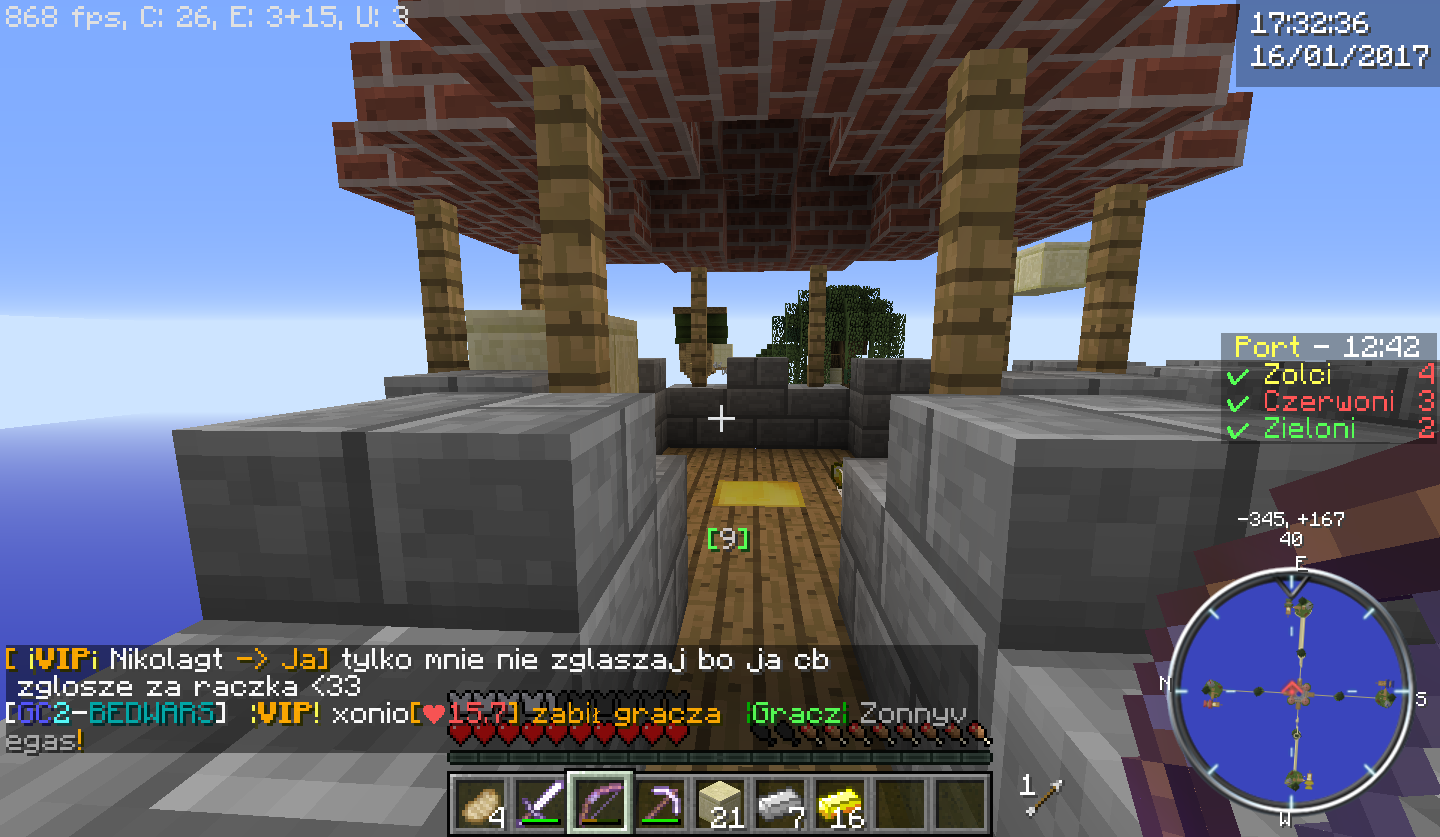 868 fps, C: 26, E: 3+15, U: 3
17:32:36
16/01/2017
Port - 12:42
✓ Zolci 4
✓ Czerwoni 3
✓ Zieloni 2
-345, +167
40
E
N
S
W
[9]
[ ¡VIP¡ Nikolagt -> Ja] tylko mnie nie zglaszaj bo ja cb
zglosze za raczka <33
[GC2-BEDWARS] :VIP! xonio[❤15.7] zabił gracza |Gracz| Zonnyv
egas!
4
21
7
16
1